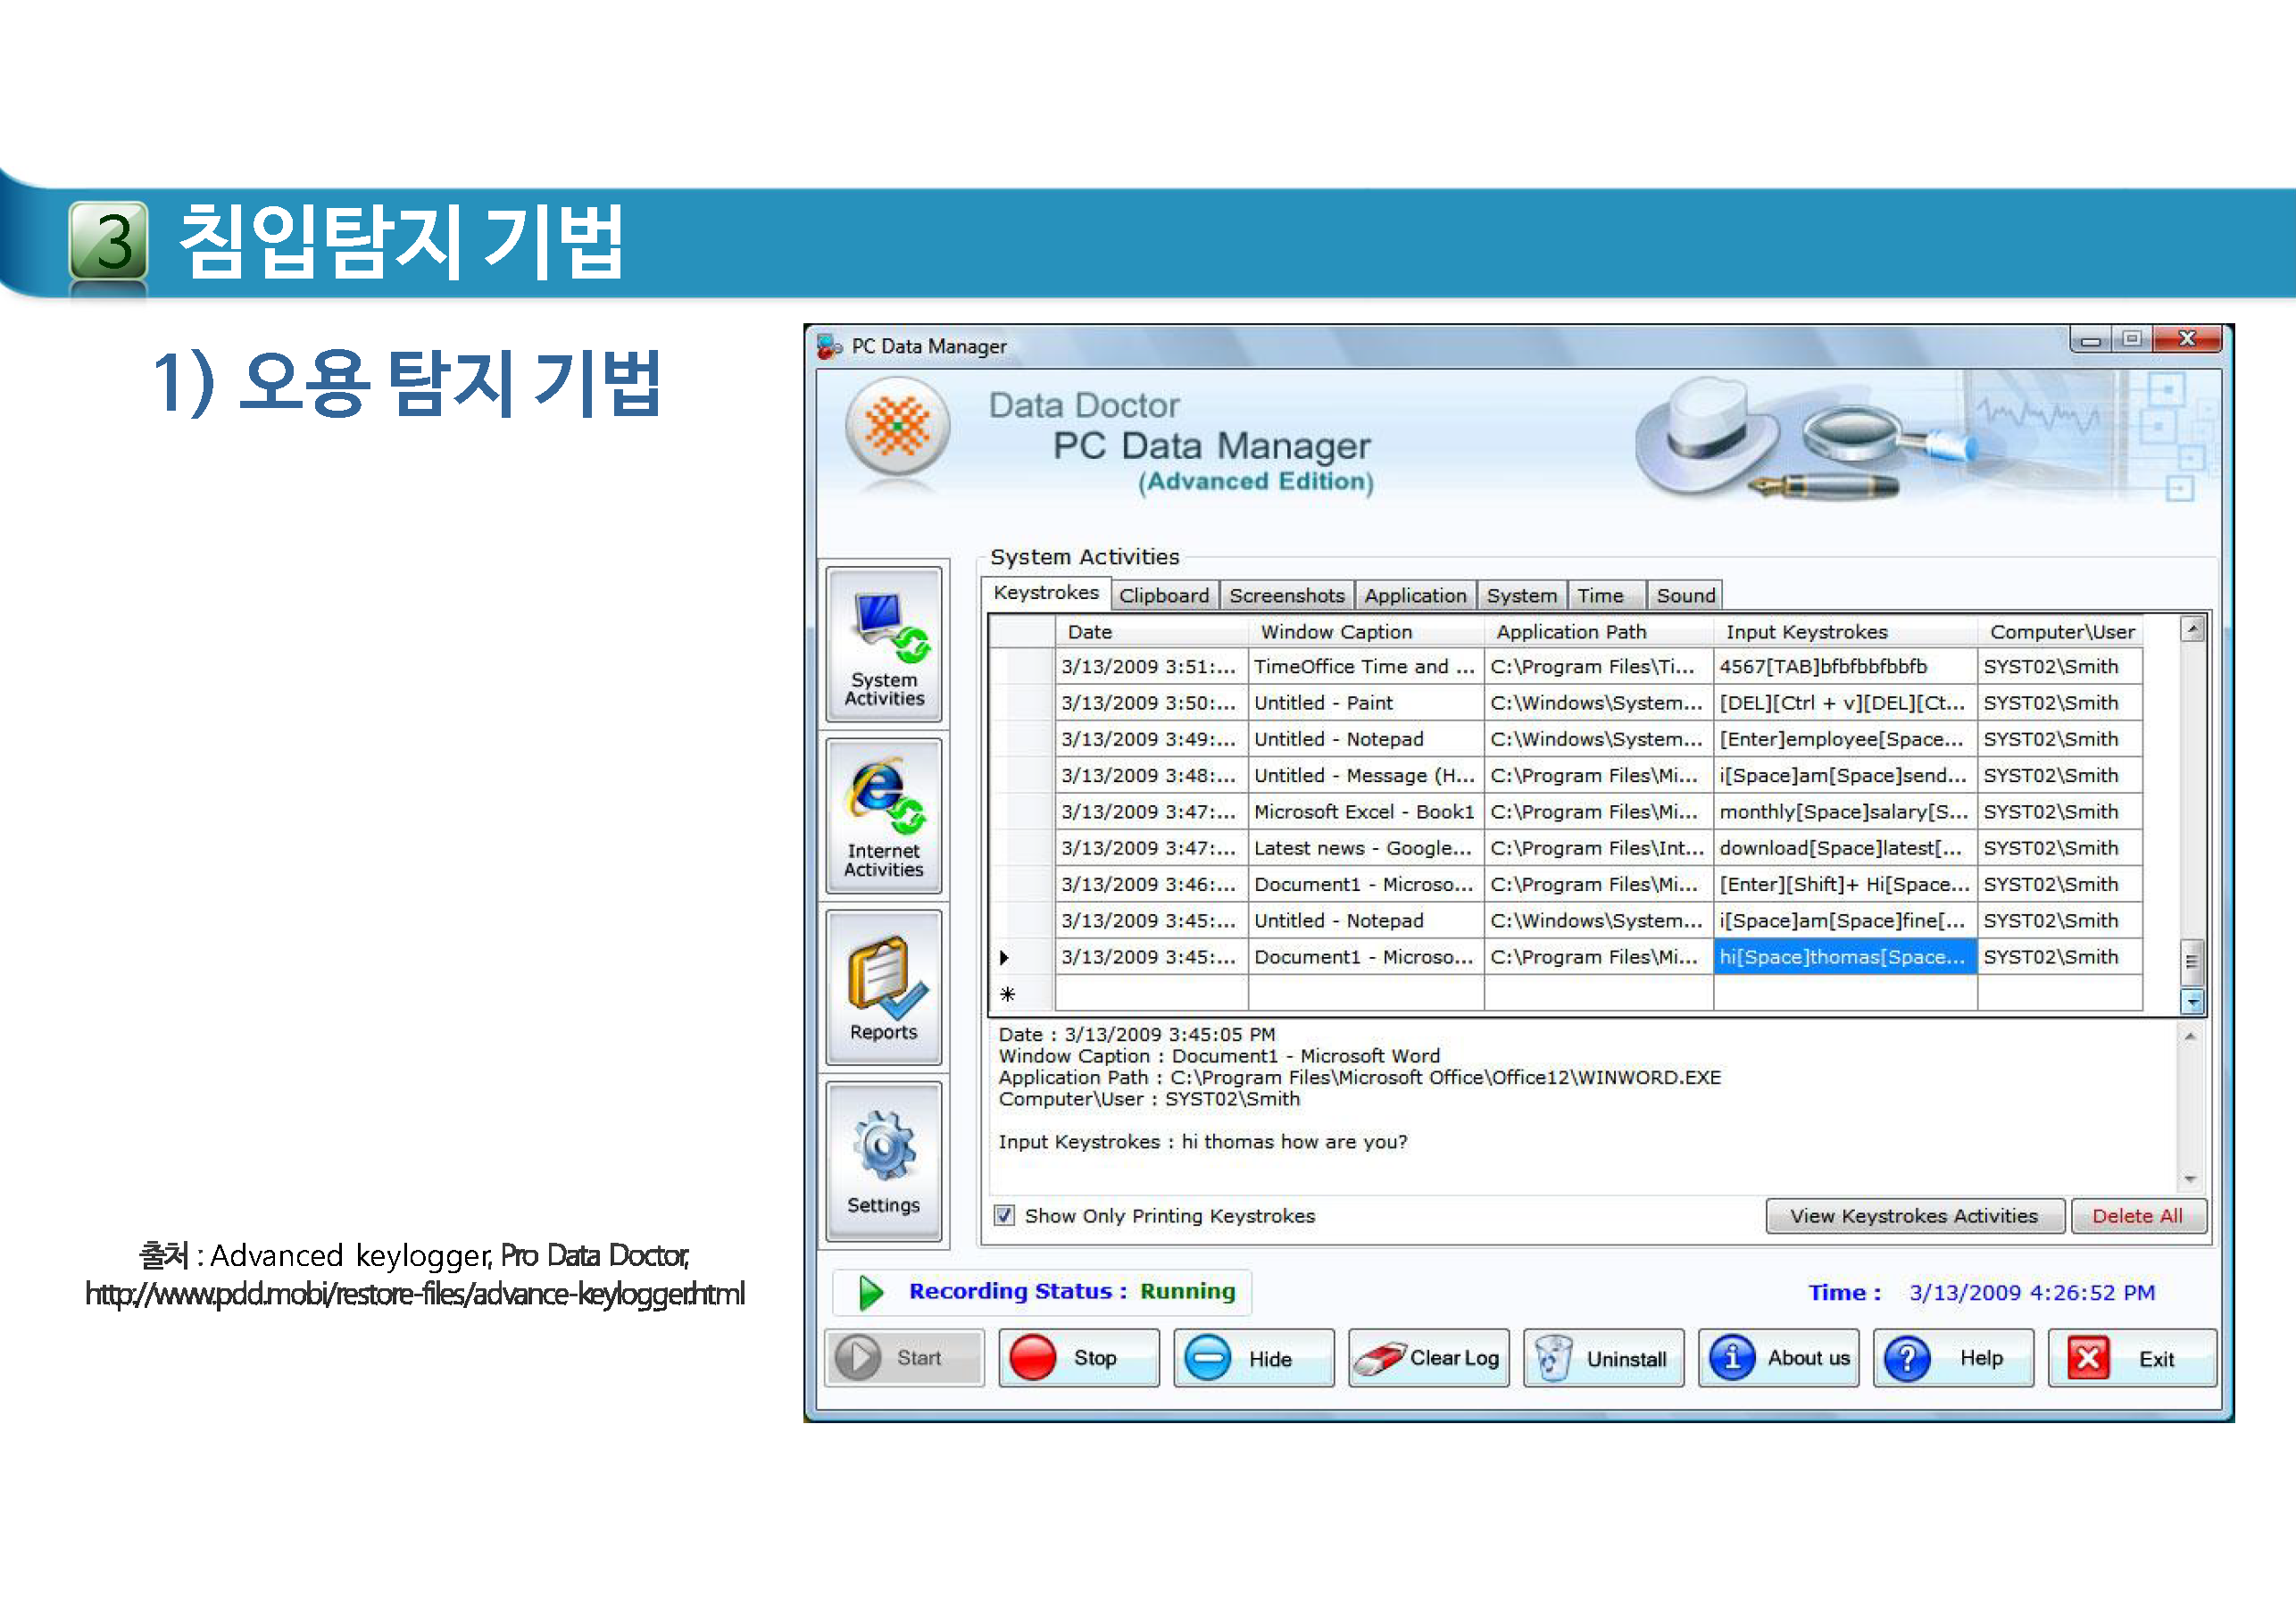 3 침입탐지 기법
1) 오용 탐지 기법
출처 : Advanced keylogger, Pro Data Doctor,
http://www.pdd.mobi/restore-files/advance-keylogger.html
PC Data Manager
Data Doctor
PC Data Manager
(Advanced Edition)
System
Activities
Internet
Activities
Reports
Settings
System Activities
Keystrokes Clipboard Screenshots Application System Time Sound
Date Window Caption Application Path Input Keystrokes Computer\User
3/13/2009 3:51:... TimeOffice Time and ... C:\Program Files\Ti... 4567[TAB]bfbfbbfbbfb SYST02\Smith
3/13/2009 3:50:... Untitled - Paint C:\Windows\System... [DEL][Ctrl + v][DEL][Ct... SYST02\Smith
3/13/2009 3:49:... Untitled - Notepad C:\Windows\System... [Enter]employee[Space... SYST02\Smith
3/13/2009 3:48:... Untitled - Message (H... C:\Program Files\Mi... i[Space]am[Space]send... SYST02\Smith
3/13/2009 3:47:... Microsoft Excel - Book1 C:\Program Files\Mi... monthly[Space]salary[S... SYST02\Smith
3/13/2009 3:47:... Latest news - Google... C:\Program Files\Int... download[Space]latest[... SYST02\Smith
3/13/2009 3:46:... Document1 - Microso... C:\Program Files\Mi... [Enter][Shift]+ Hi[Space... SYST02\Smith
3/13/2009 3:45:... Untitled - Notepad C:\Windows\System... i[Space]am[Space]fine[... SYST02\Smith
3/13/2009 3:45:... Document1 - Microso... C:\Program Files\Mi... hi[Space]thomas[Space... SYST02\Smith
Date : 3/13/2009 3:45:05 PM
Window Caption : Document1 - Microsoft Word
Application Path : C:\Program Files\Microsoft Office\Office12\WINWORD.EXE
Computer\User : SYST02\Smith
Input Keystrokes : hi thomas how are you?
Show Only Printing Keystrokes View Keystrokes Activities Delete All
Recording Status : Running Time : 3/13/2009 4:26:52 PM
Start Stop Hide Clear Log Uninstall About us Help Exit